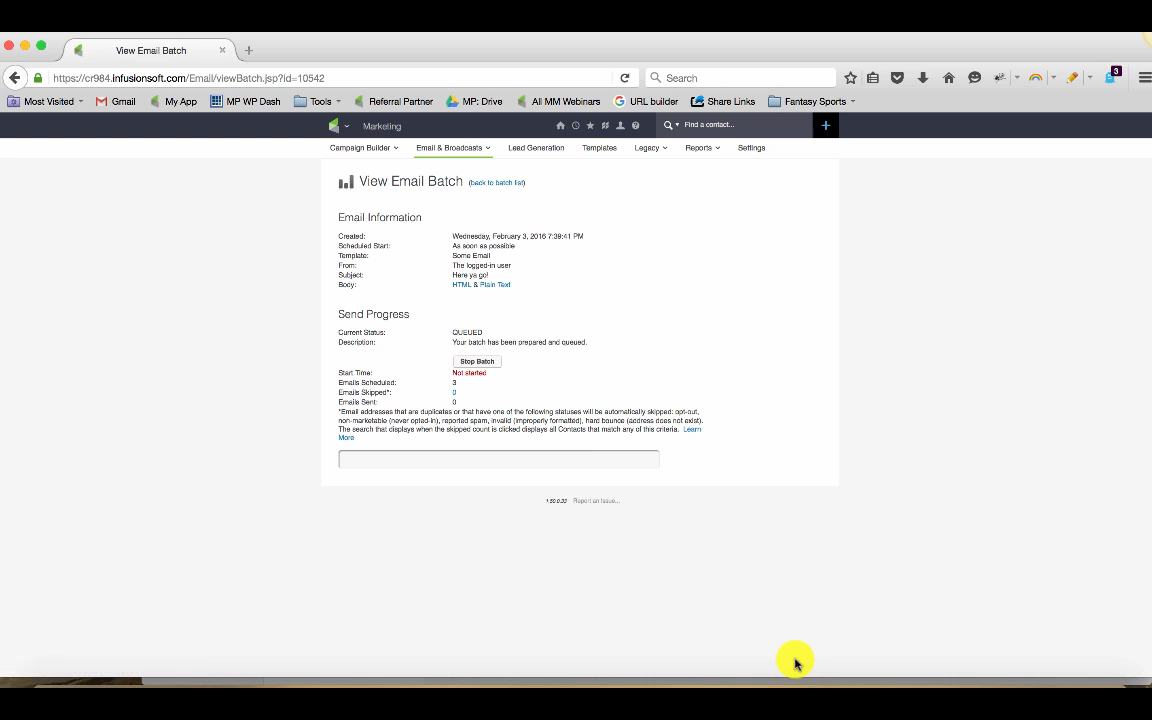 View Email Batch
https://cr984.infusionsoft.com/Email/viewBatch.jsp?Id=10542
Search
3
Most Visited
Gmail
My App
MP WP Dash
Tools
Referral Partner
MP: Drive
All MM Webinars
URL builder
Share Links
Fantasy Sports
Marketing
Find a contact...
Campaign Builder
Email & Broadcasts
Lead Generation
Templates
Legacy
Reports
Settings
View Email Batch (back to batch list)
Email Information
Created: Wednesday, February 3, 2016 7:39:41 PM
Scheduled Start: As soon as possible
Template: Some Email
From: The logged-in user
Subject: Here ya go!
Body: HTML & Plain Text
Send Progress
Current Status: QUEUED
Description: Your batch has been prepared and queued.
Stop Batch
Start Time: Not started
Emails Scheduled: 3
Emails Skipped*: 0
Emails Sent: 0
*Email addresses that are duplicates or that have one of the following statuses will be automatically skipped: opt-out,
non-marketable (never opted-in), reported spam, invalid (improperly formatted), hard bounce (address does not exist).
The search that displays when the skipped count is clicked displays all Contacts that match any of this criteria. Learn
More
1.50.0.33 Report an Issue...